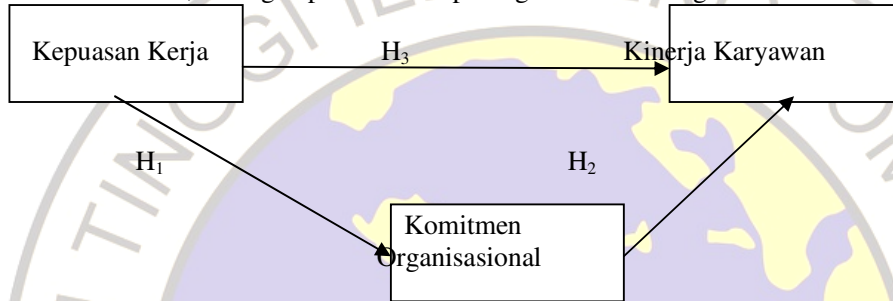 Kepuasan Kerja
H3
Kinerja Karyawan
H1
H2
Komitmen
Organisasional